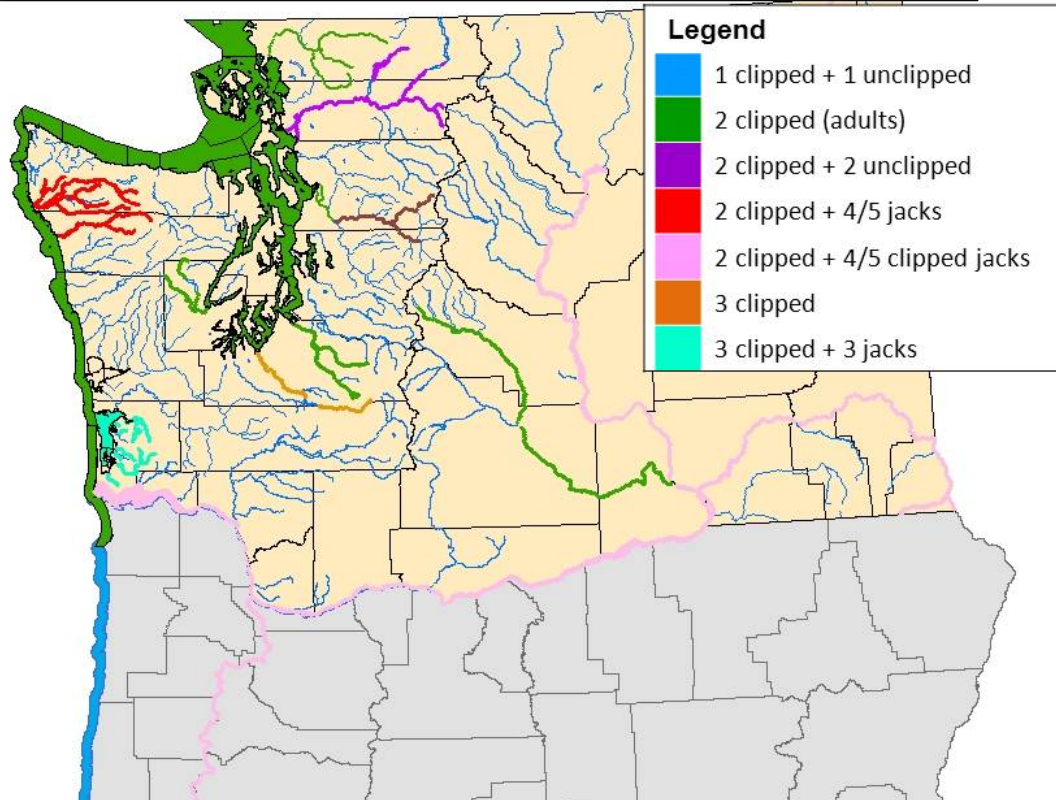 Legend
1 clipped + 1 unclipped
2 clipped (adults)
2 clipped + 2 unclipped
2 clipped + 4/5 jacks
2 clipped + 4/5 clipped jacks
3 clipped
3 clipped + 3 jacks